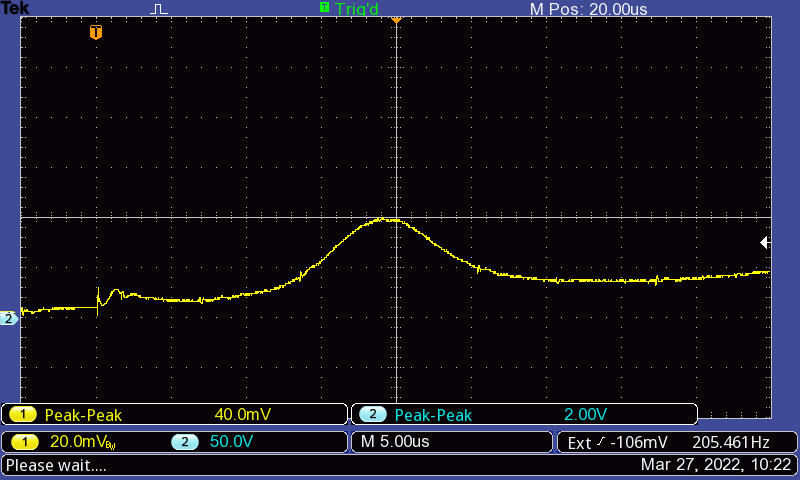 Tek T Trig'd M Pos: 20.00us
T
2
1 Peak-Peak 40.0mV 2 Peak-Peak 2.00V
1 20.0mVBW 2 50.0V M 5.00us Ext -106mV 205.461Hz
Please wait.... Mar 27, 2022, 10:22